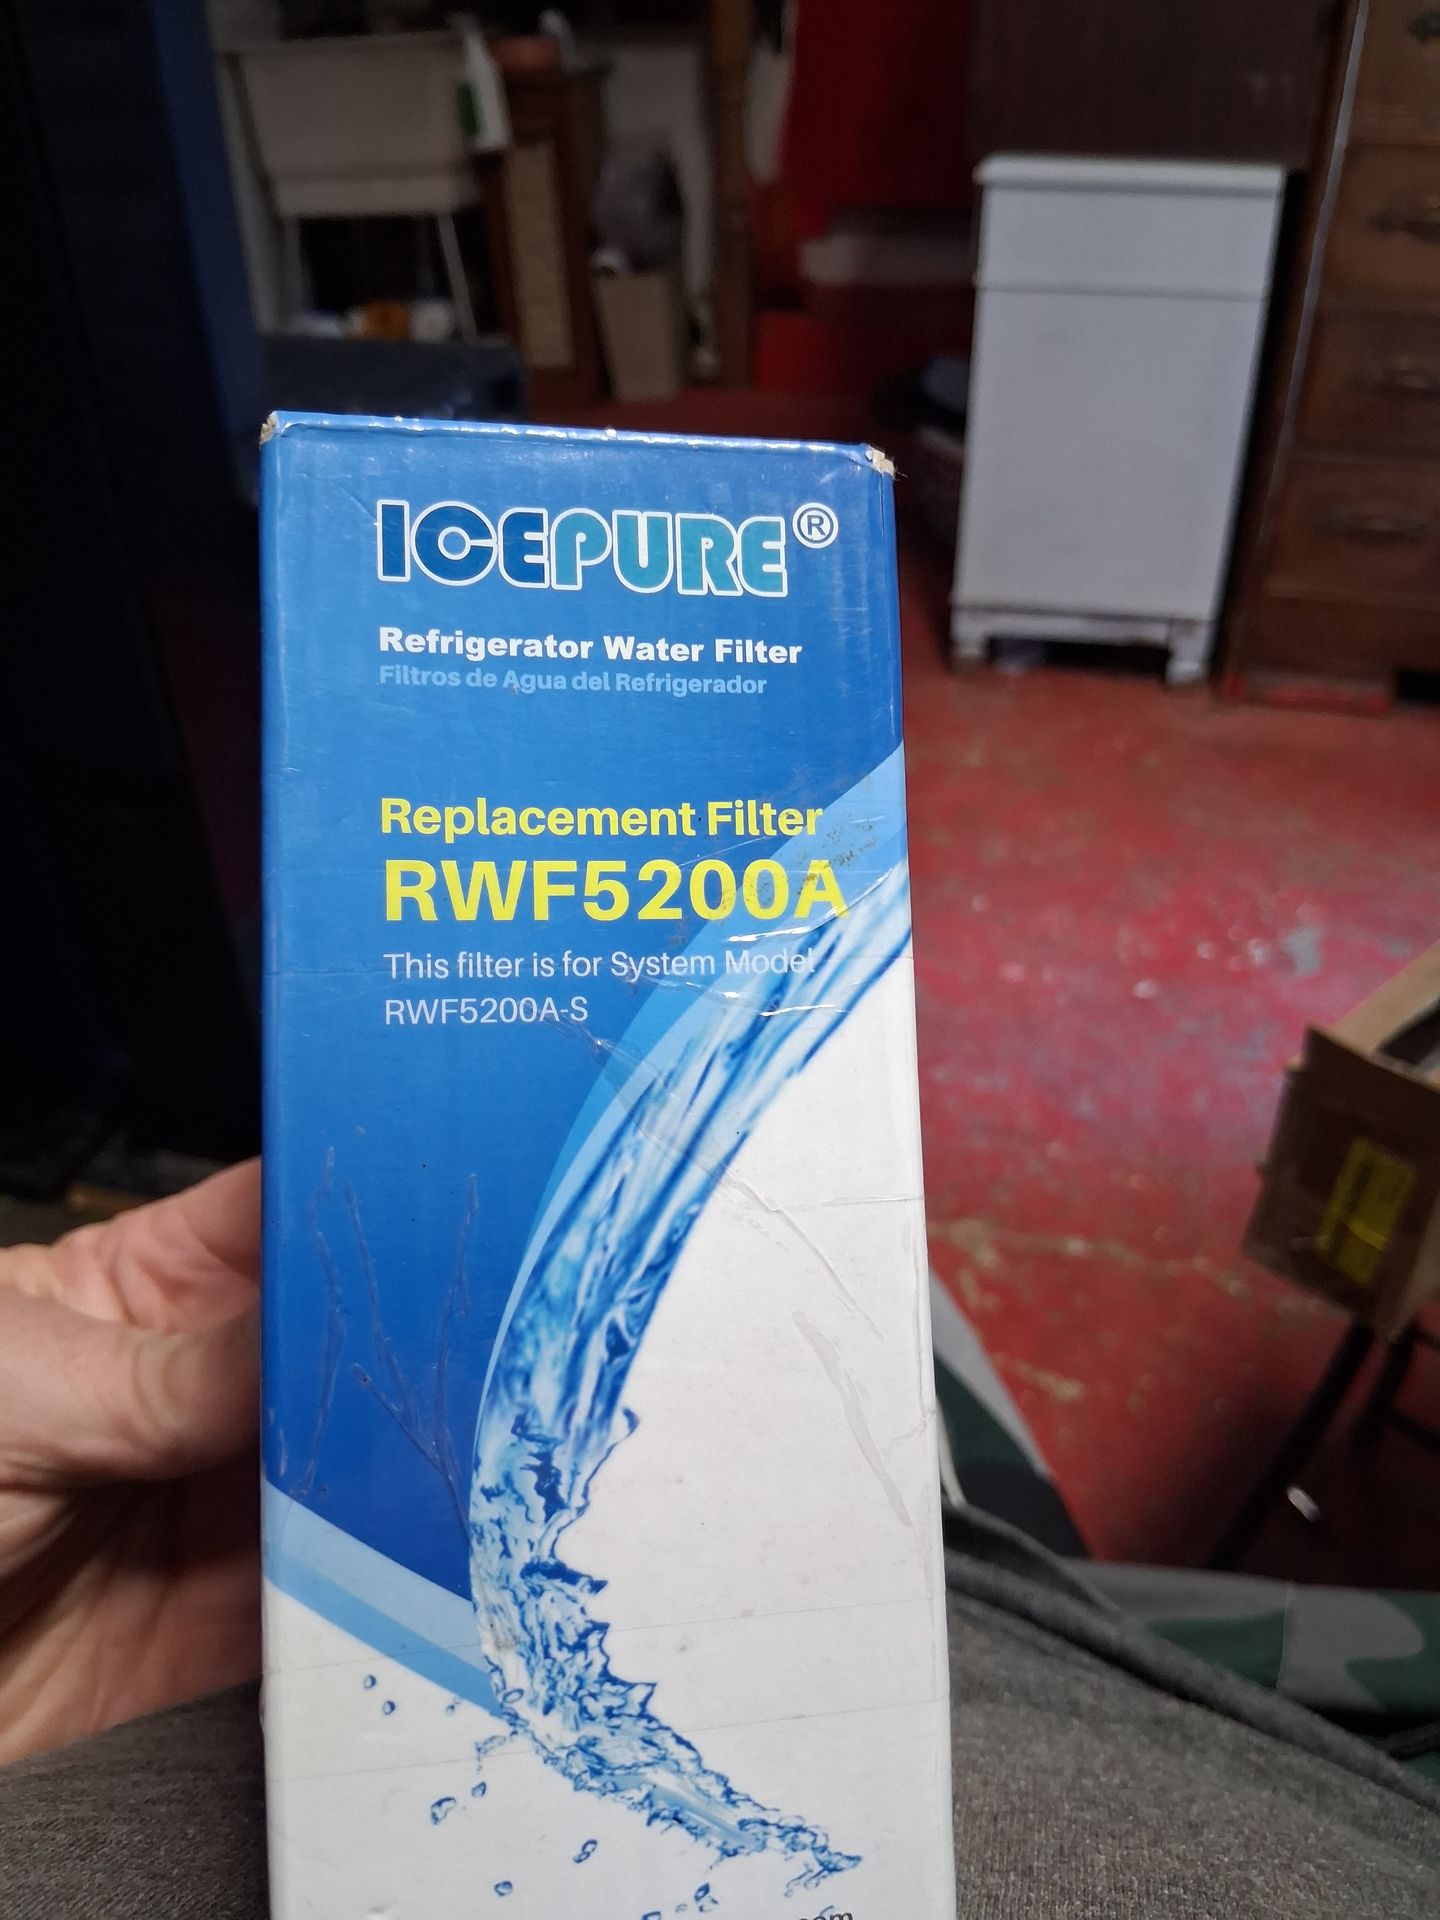 ICEPURE®
Refrigerator Water Filter
Filtros de Agua del Refrigerador
Replacement Filter
RWF5200A
This filter is for System Model
RWF5200A-S